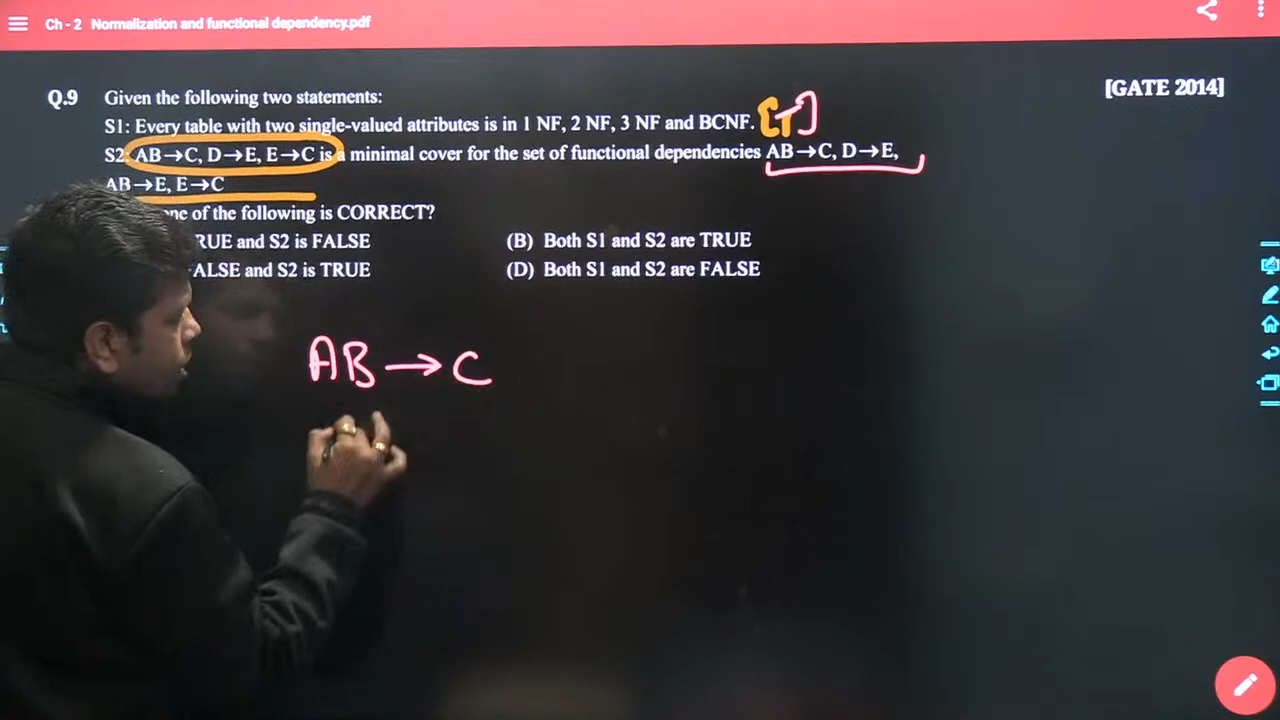 Ch - 2 Normalization and functional dependency.pdf
Q.9 Given the following two statements: [GATE 2014]
S1: Every table with two single-valued attributes is in 1 NF, 2 NF, 3 NF and BCNF. [T]
S2: AB→C, D→E, E→C is a minimal cover for the set of functional dependencies AB→C, D→E,
AB→E, E→C
one of the following is CORRECT?
RUE and S2 is FALSE (B) Both S1 and S2 are TRUE
ALSE and S2 is TRUE (D) Both S1 and S2 are FALSE
AB → C